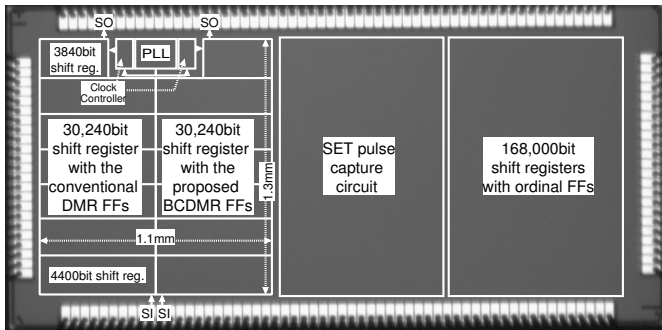 SO
SO
3840bit
shift reg.
PLL
Clock
Controller
30,240bit
shift register
with the
conventional
DMR FFs
30,240bit
shift register
with the
proposed
BCDMR FFs
1.3mm
1.1mm
4400bit shift reg.
SI
SI
SET pulse
capture
circuit
168,000bit
shift registers
with ordinal FFs